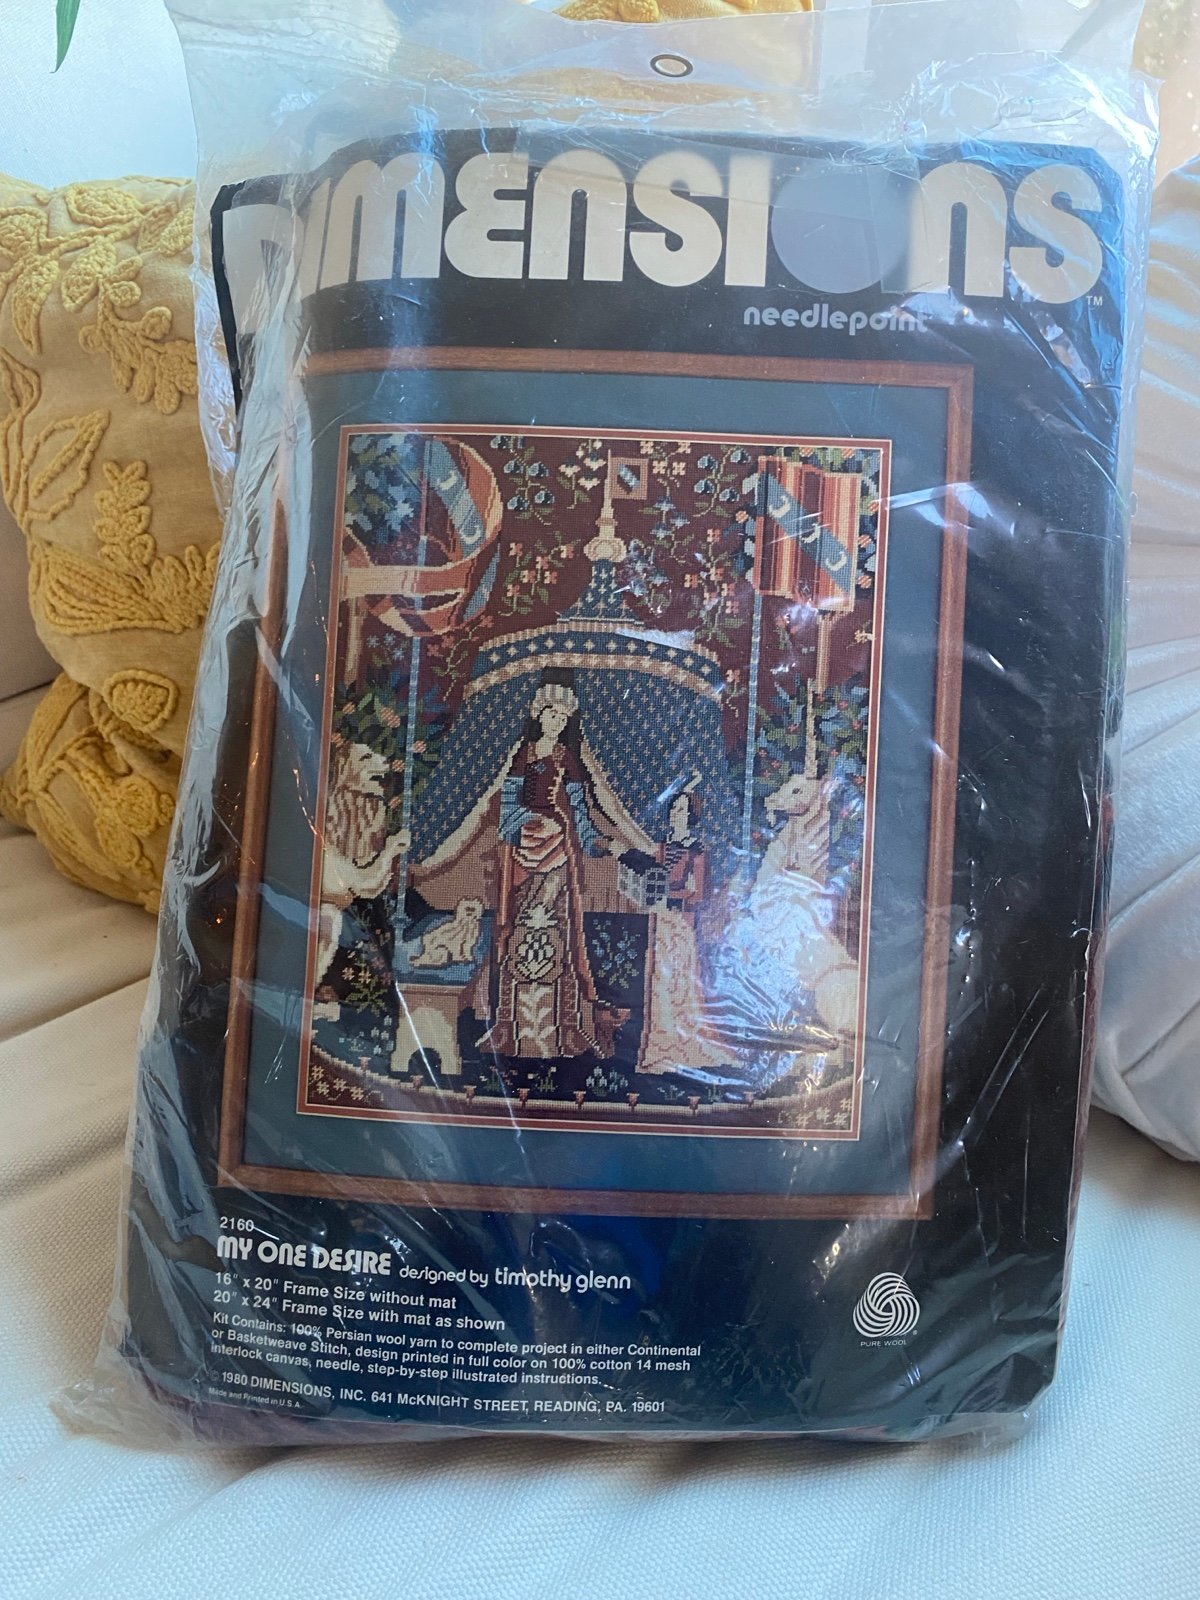 DIMENSIONS
TM
needlepoint
2160
MY ONE DESIRE designed by timothy glenn
16" x 20" Frame Size without mat
20" x 24" Frame Size with mat as shown
Kit Contains: 100% Persian wool yarn to complete project in either Continental
or Basketweave Stitch, design printed in full color on 100% cotton 14 mesh
interlock canvas, needle, step-by-step illustrated instructions.
© 1980 DIMENSIONS, INC. 641 McKNIGHT STREET, READING, PA. 19601
Made and Printed in U.S.A.
®
PURE WOOL